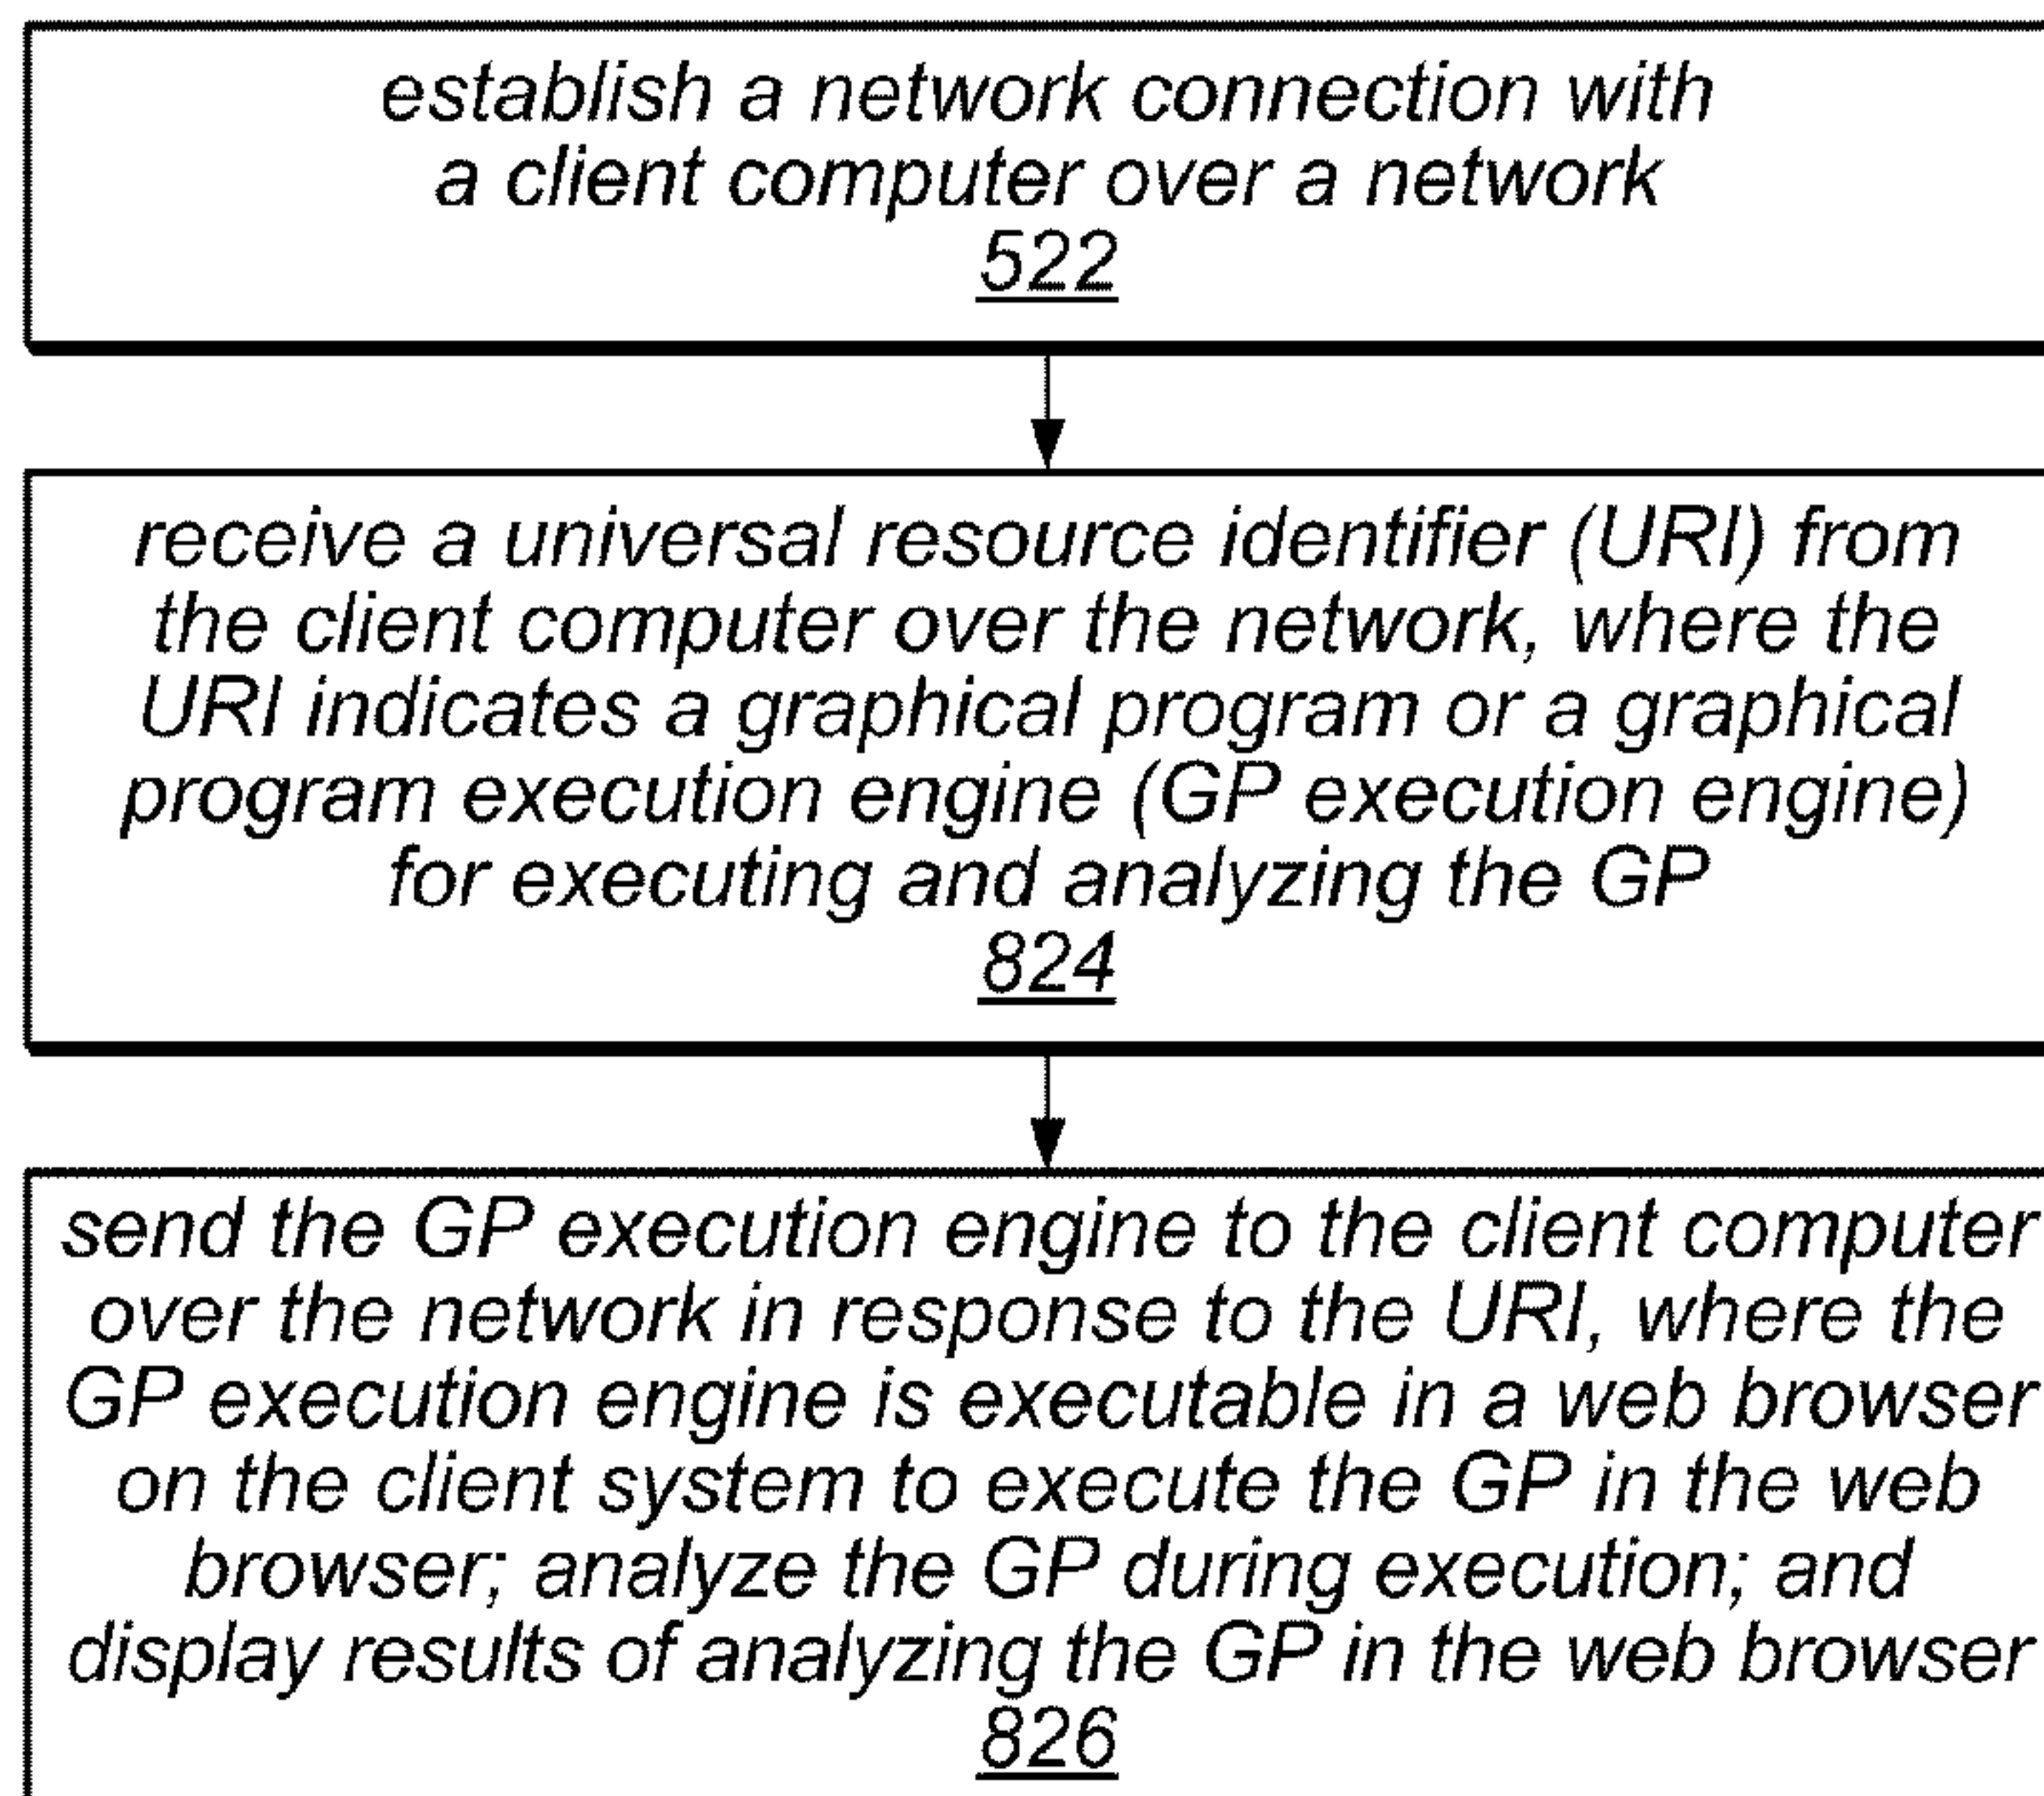 establish a network connection with
a client computer over a network
522
receive a universal resource identifier (URI) from
the client computer over the network, where the
URI indicates a graphical program or a graphical
program execution engine (GP execution engine)
for executing and analyzing the GP
824
send the GP execution engine to the client computer
over the network in response to the URI, where the
GP execution engine is executable in a web browser
on the client system to execute the GP in the web
browser; analyze the GP during execution; and
display results of analyzing the GP in the web browser
826